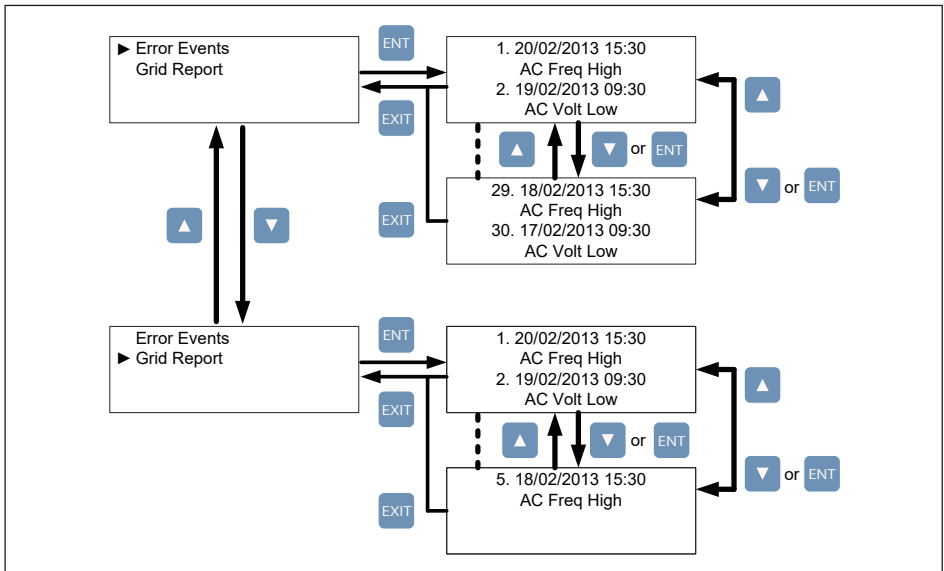 ► Error Events
Grid Report
ENT
EXIT
1. 20/02/2013 15:30
AC Freq High
2. 19/02/2013 09:30
AC Volt Low
▲
▼ or ENT
29. 18/02/2013 15:30
AC Freq High
30. 17/02/2013 09:30
AC Volt Low
EXIT
▲
▼ or ENT
▲
▼
Error Events
► Grid Report
ENT
EXIT
1. 20/02/2013 15:30
AC Freq High
2. 19/02/2013 09:30
AC Volt Low
▲
▼ or ENT
5. 18/02/2013 15:30
AC Freq High
EXIT
▲
▼ or ENT